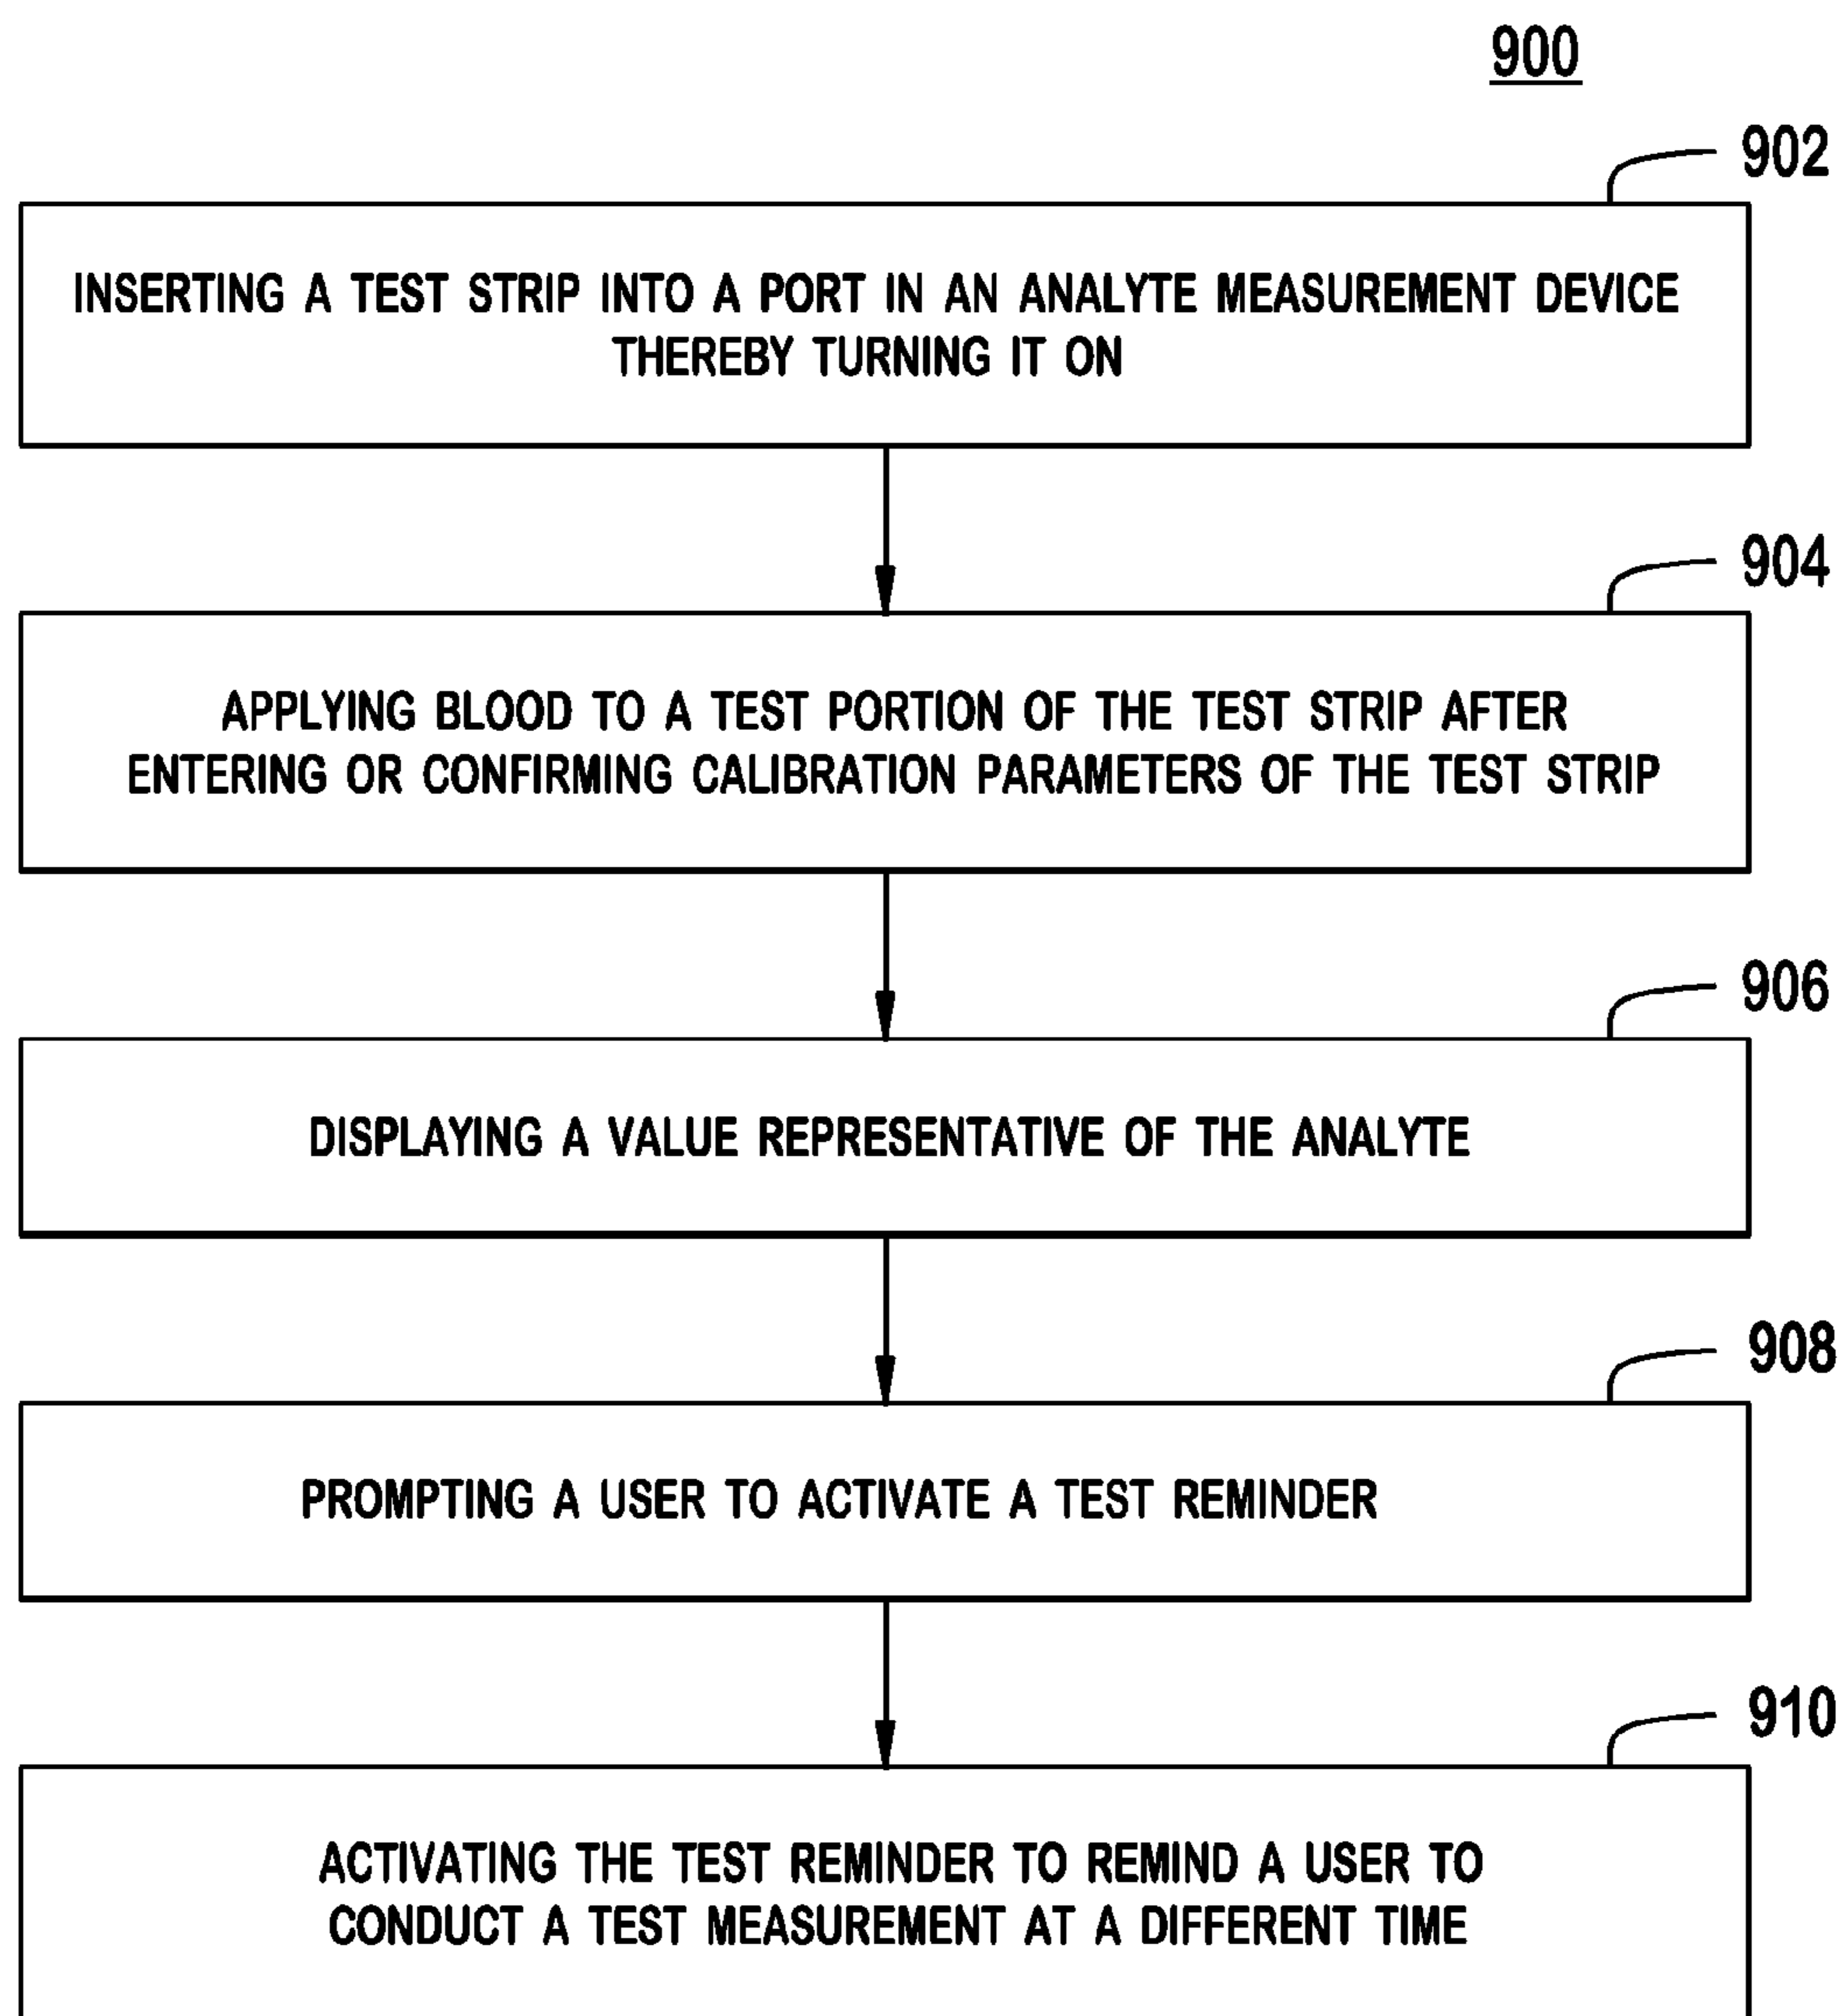 900
902
INSERTING A TEST STRIP INTO A PORT IN AN ANALYTE MEASUREMENT DEVICE
THEREBY TURNING IT ON
904
APPLYING BLOOD TO A TEST PORTION OF THE TEST STRIP AFTER
ENTERING OR CONFIRMING CALIBRATION PARAMETERS OF THE TEST STRIP
906
DISPLAYING A VALUE REPRESENTATIVE OF THE ANALYTE
908
PROMPTING A USER TO ACTIVATE A TEST REMINDER
910
ACTIVATING THE TEST REMINDER TO REMIND A USER TO
CONDUCT A TEST MEASUREMENT AT A DIFFERENT TIME